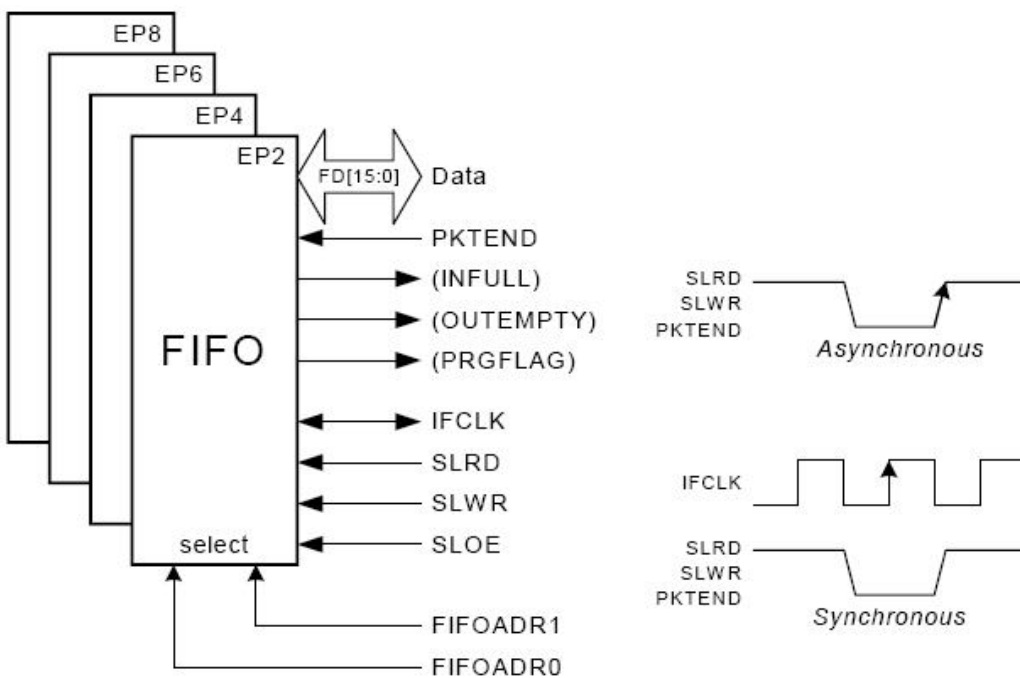 EP8
EP6
EP4
EP2
FD[15:0]
Data
PKTEND
(INFULL)
(OUTEMPTY)
(PRGFLAG)
FIFO
IFCLK
SLRD
SLWR
SLOE
select
FIFOADR1
FIFOADR0
SLRD
SLWR
PKTEND
Asynchronous
IFCLK
SLRD
SLWR
PKTEND
Synchronous